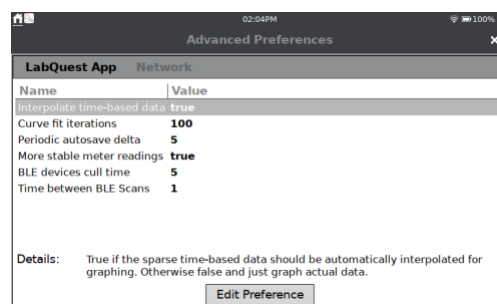 02:04PM 100%
Advanced Preferences x
LabQuest App Network
Name Value
Interpolate time-based data true
Curve fit iterations 100
Periodic autosave delta 5
More stable meter readings true
BLE devices cull time 5
Time between BLE Scans 1
Details: True if the sparse time-based data should be automatically interpolated for
graphing. Otherwise false and just graph actual data.
Edit Preference